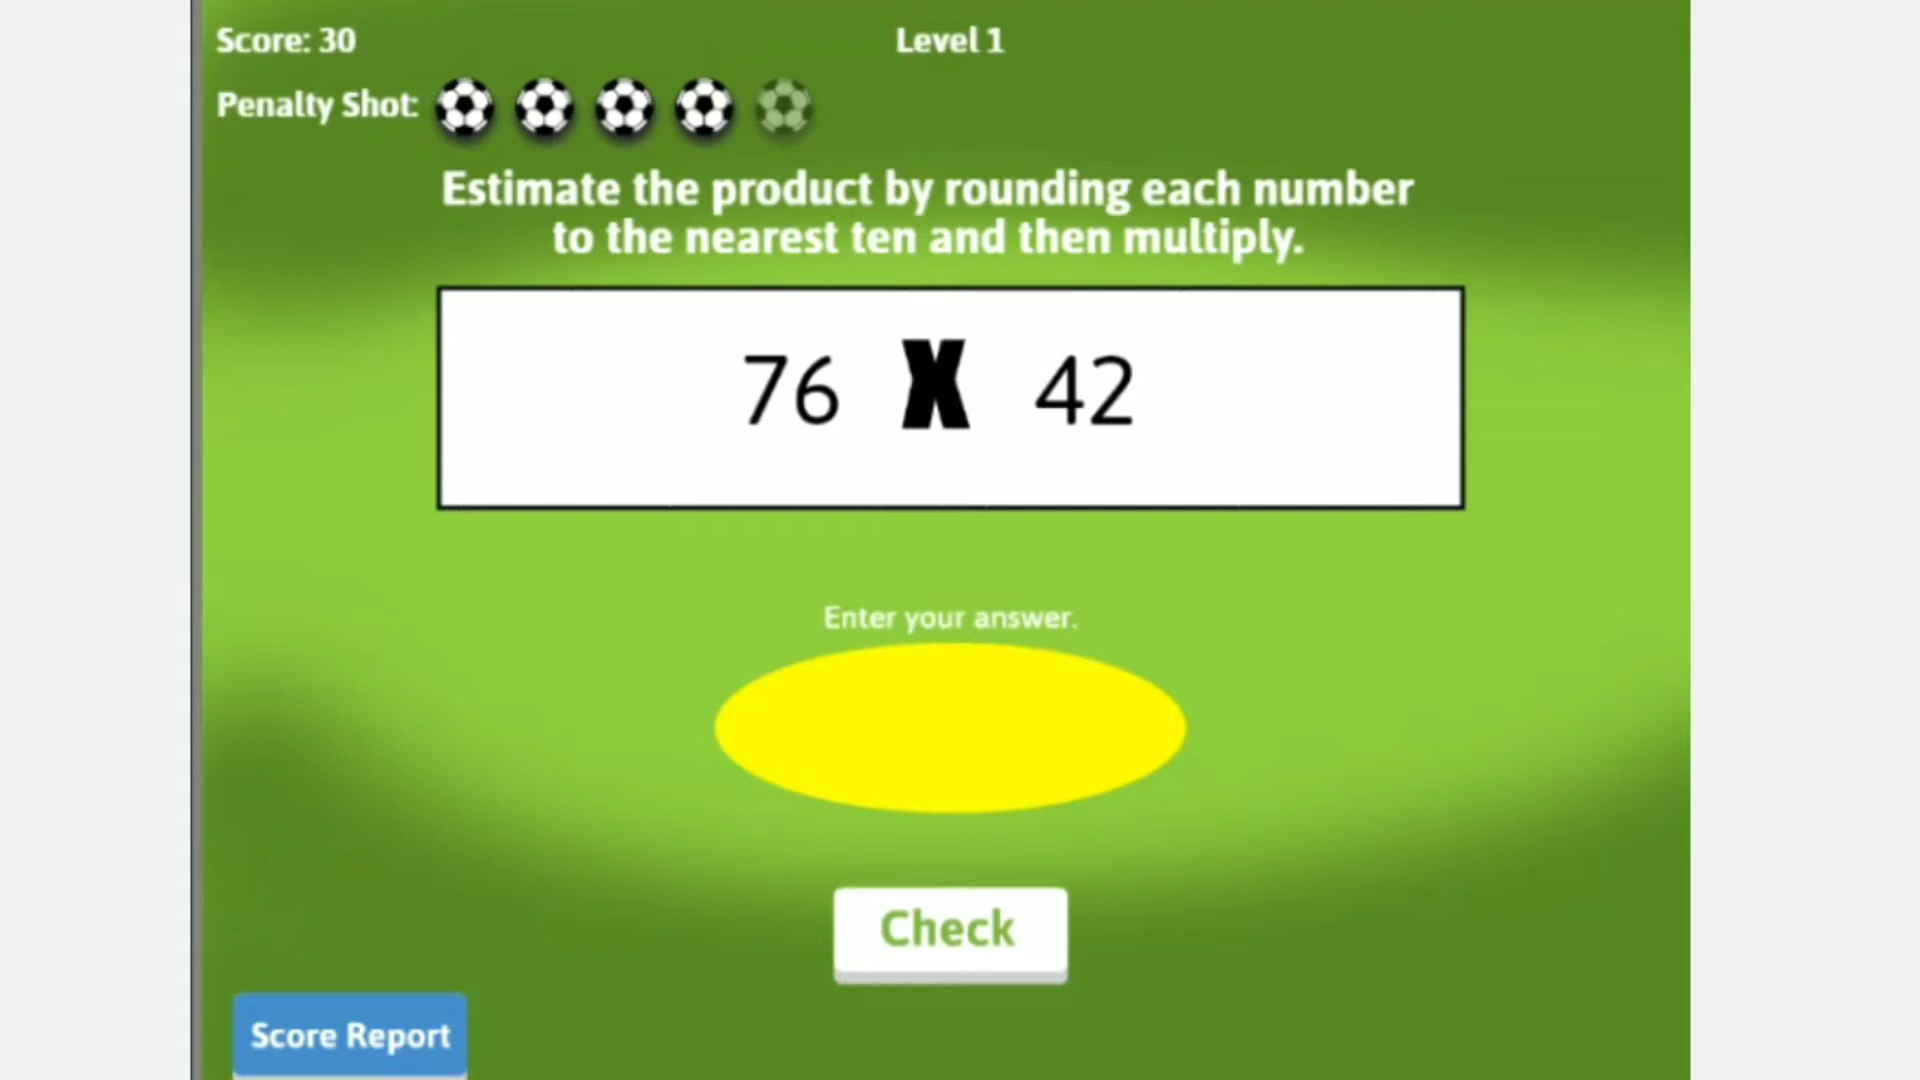 Score: 30
Level 1
Penalty Shot:
Estimate the product by rounding each number
to the nearest ten and then multiply.
76 X 42
Enter your answer.
Check
Score Report